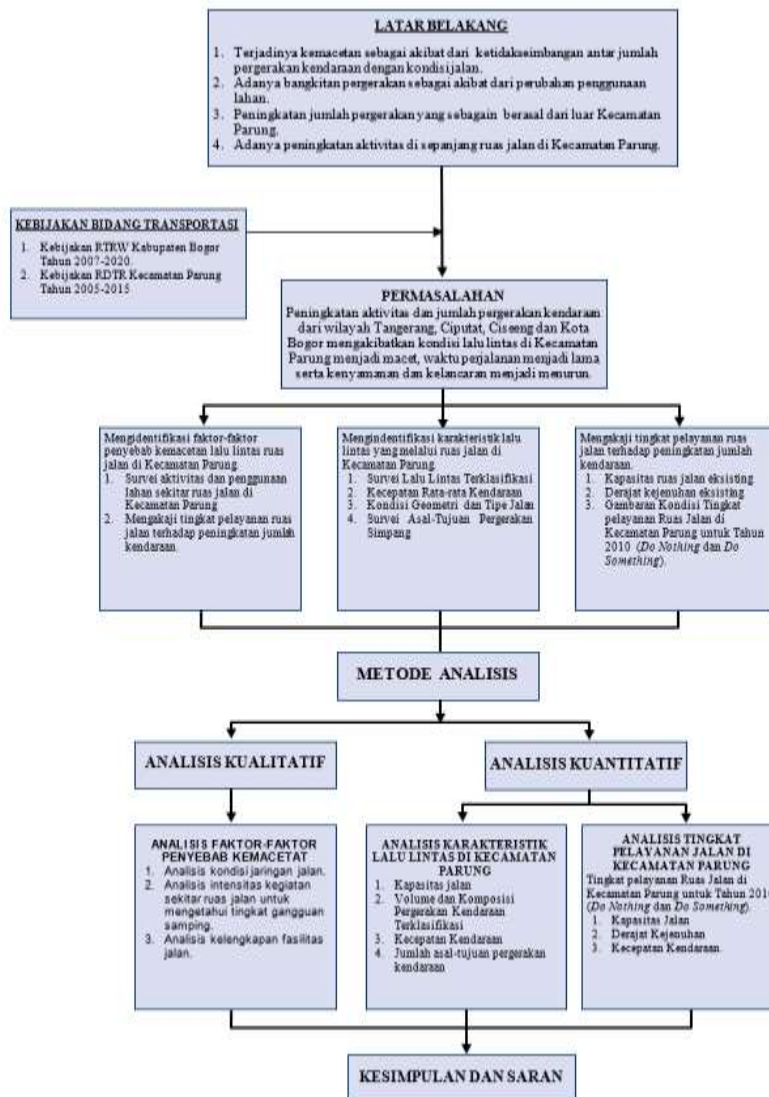 LATAR BELAKANG
1. Terjadinya kemacetan sebagai akibat dari ketidakseimbangan antar jumlah
pergerakan kendaraan dengan kondisi jalan.
2. Adanya bangkitan pergerakan sebagai akibat dari perubahan penggunaan
lahan.
3. Peningkatan jumlah pergerakan yang sebagain berasal dari luar Kecamatan
Parung.
4. Adanya peningkatan aktivitas di sepanjang ruas jalan di Kecamatan Parung.
KEBIJAKAN BIDANG TRANSPORTASI
1. Kebijakan RTRW Kabupaten Bogor
Tahun 2007-2020.
2. Kebijakan RDTR Kecamatan Parung
Tahun 2005-2015
PERMASALAHAN
Peningkatan aktivitas dan jumlah pergerakan kendaraan
dari wilayah Tangerang, Ciputat, Ciseeng dan Kota
Bogor mengakibatkan kondisi lalu lintas di Kecamatan
Parung menjadi macet, waktu perjalanan menjadi lama
serta kenyamanan dan kelancaran menjadi menurun.
Mengidentifikasi faktor-faktor
penyebab kemacetan lalu lintas ruas
jalan di Kecamatan Parung.
1. Survei aktivitas dan penggunaan
lahan sekitar ruas jalan di
Kecamatan Parung
2. Mengakaji tingkat pelayanan ruas
jalan terhadap peningkatan jumlah
kendaraan.
Mengindentifikasi karakteristik lalu
lintas yang melalui ruas jalan di
Kecamatan Parung.
1. Survei Lalu Lintas Terklasifikasi
2. Kecepatan Rata-rata Kendaraan
3. Kondisi Geometri dan Tipe Jalan
4. Survei Asal-Tujuan Pergerakan
Simpang
Mengakaji tingkat pelayanan ruas
jalan terhadap peningkatan jumlah
kendaraan.
1. Kapasitas ruas jalan eksisting
2. Derajat kejenuhan eksisting
3. Gambaran Kondisi Tingkat
pelayanan Ruas Jalan di
Kecamatan Parung untuk Tahun
2010 (Do Nothing dan Do
Something).
METODE ANALISIS
ANALISIS KUALITATIF
ANALISIS KUANTITATIF
ANALISIS FAKTOR-FAKTOR
PENYEBAB KEMACETAT
1. Analisis kondisi jaringan jalan.
2. Analisis intensitas kegiatan
sekitar ruas jalan untuk
mengetahui tingkat gangguan
samping.
3. Analisis kelengkapan fasilitas
jalan.
ANALISIS KARAKTERISTIK
LALU LINTAS DI KECAMATAN
PARUNG
1. Kapasitas jalan
2. Volume dan Komposisi
Pergerakan Kendaraan
Terklasifikasi
3. Kecepatan Kendaraan
4. Jumlah asal-tujuan pergerakan
kendaraan
ANALISIS TINGKAT
PELAYANAN JALAN DI
KECAMATAN PARUNG
Tingkat pelayanan Ruas Jalan di
Kecamatan Parung untuk Tahun 2010
(Do Nothing dan Do Something).
1. Kapasitas Jalan
2. Derajat Kejenuhan
3. Kecepatan Kendaraan.
KESIMPULAN DAN SARAN